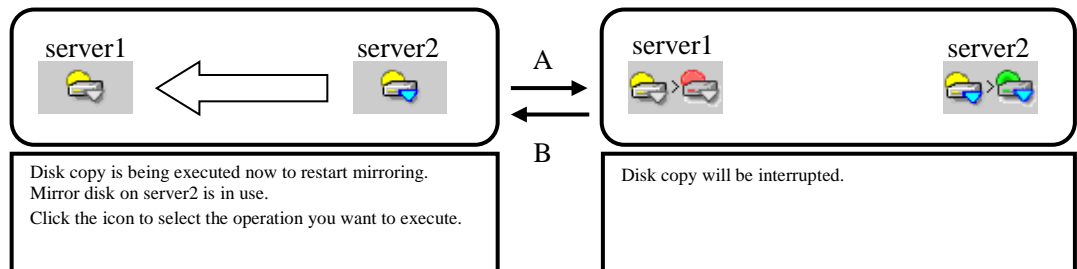 server1
server2
A
server1
server2
B
Disk copy is being executed now to restart mirroring.
Mirror disk on server2 is in use.
Click the icon to select the operation you want to execute.
Disk copy will be interrupted.